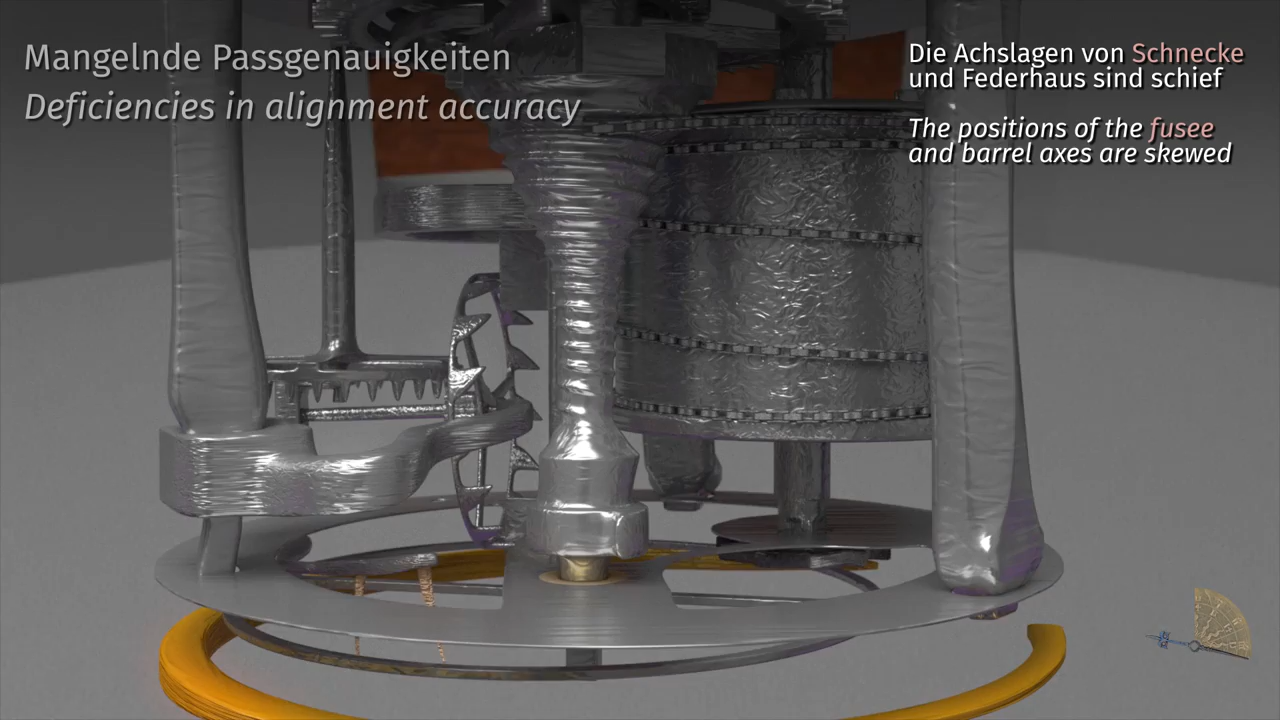 Mangelnde Passgenauigkeiten
Deficiencies in alignment accuracy
Die Achslagen von Schnecke
und Federhaus sind schief
The positions of the fusee
and barrel axes are skewed